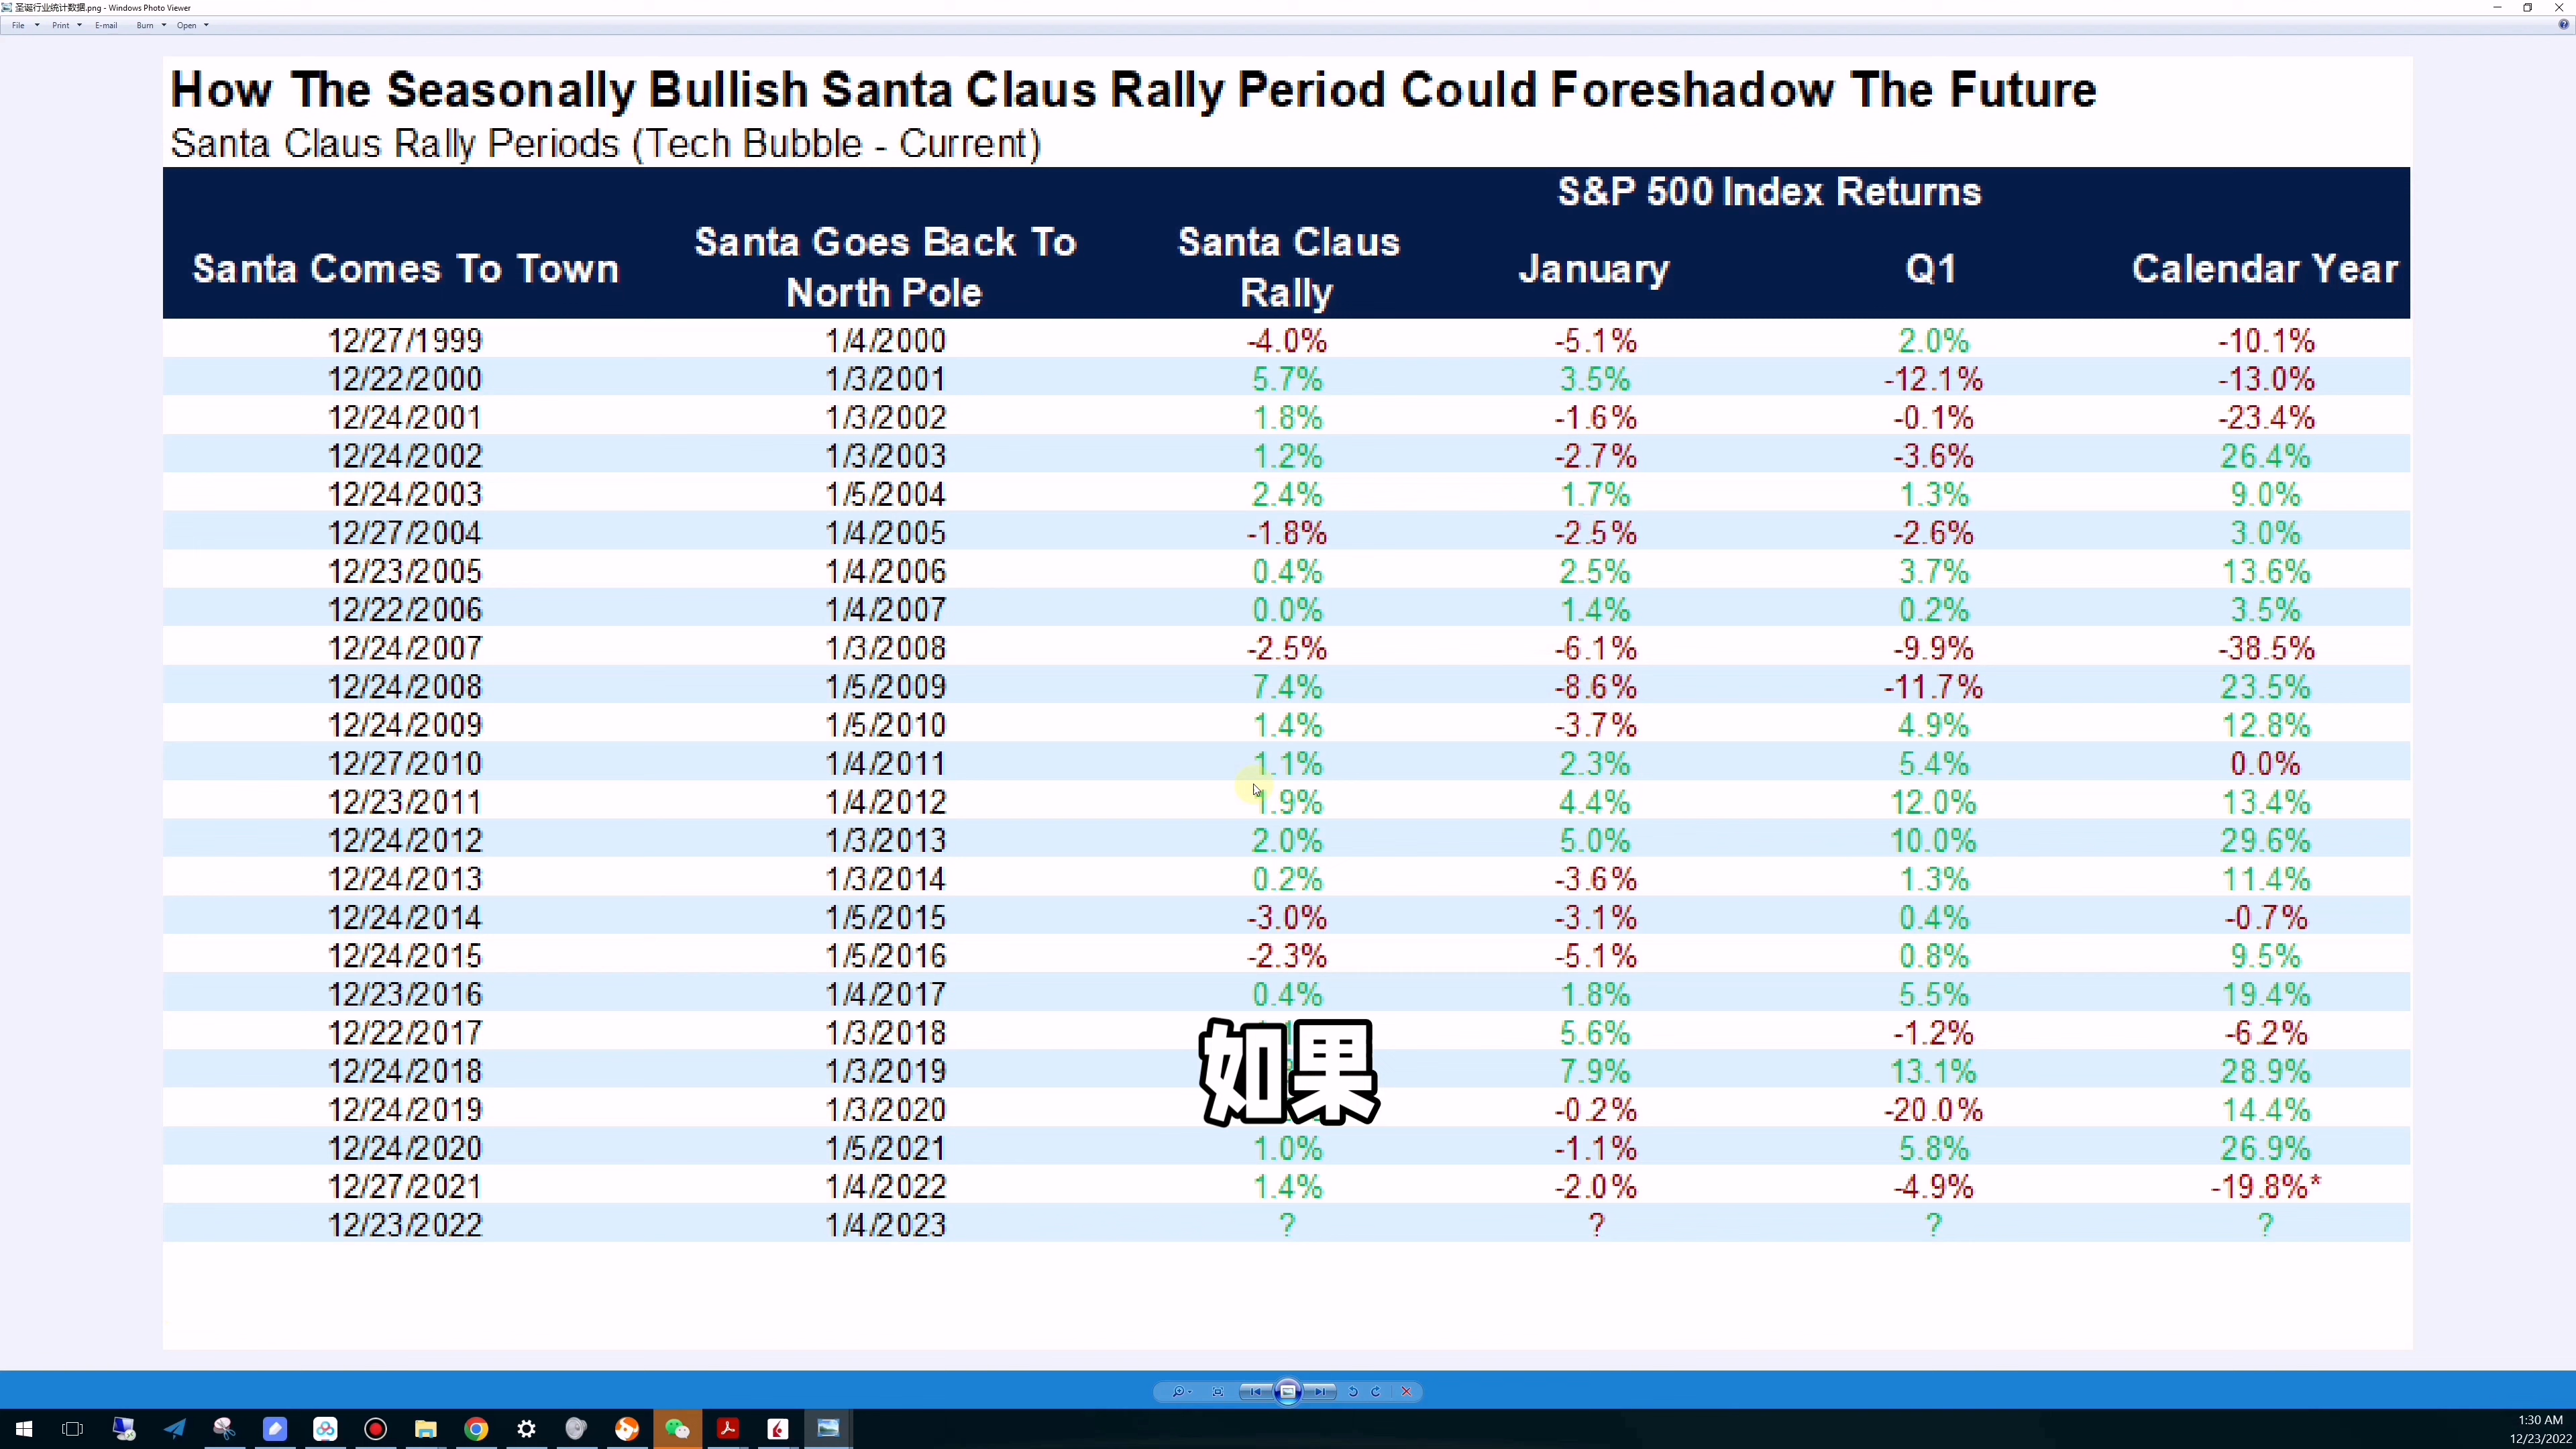 圣诞行业统计数据.png - Windows Photo Viewer
File Print E-mail Burn Open
How The Seasonally Bullish Santa Claus Rally Period Could Foreshadow The Future
Santa Claus Rally Periods (Tech Bubble - Current)
S&P 500 Index Returns
Santa Comes To Town Santa Goes Back To North Pole Santa Claus Rally January Q1 Calendar Year
12/27/1999 1/4/2000 -4.0% -5.1% 2.0% -10.1%
12/22/2000 1/3/2001 5.7% 3.5% -12.1% -13.0%
12/24/2001 1/3/2002 1.8% -1.6% -0.1% -23.4%
12/24/2002 1/3/2003 1.2% -2.7% -3.6% 26.4%
12/24/2003 1/5/2004 2.4% 1.7% 1.3% 9.0%
12/27/2004 1/4/2005 -1.8% -2.5% -2.6% 3.0%
12/23/2005 1/4/2006 0.4% 2.5% 3.7% 13.6%
12/22/2006 1/4/2007 0.0% 1.4% 0.2% 3.5%
12/24/2007 1/3/2008 -2.5% -6.1% -9.9% -38.5%
12/24/2008 1/5/2009 7.4% -8.6% -11.7% 23.5%
12/24/2009 1/5/2010 1.4% -3.7% 4.9% 12.8%
12/27/2010 1/4/2011 1.1% 2.3% 5.4% 0.0%
12/23/2011 1/4/2012 1.9% 4.4% 12.0% 13.4%
12/24/2012 1/3/2013 2.0% 5.0% 10.0% 29.6%
12/24/2013 1/3/2014 0.2% -3.6% 1.3% 11.4%
12/24/2014 1/5/2015 -3.0% -3.1% 0.4% -0.7%
12/24/2015 1/5/2016 -2.3% -5.1% 0.8% 9.5%
12/23/2016 1/4/2017 0.4% 1.8% 5.5% 19.4%
12/22/2017 1/3/2018 5.6% -1.2% -6.2%
12/24/2018 1/3/2019 7.9% 13.1% 28.9%
如果
12/24/2019 1/3/2020 -0.2% -20.0% 14.4%
12/24/2020 1/5/2021 1.0% -1.1% 5.8% 26.9%
12/27/2021 1/4/2022 1.4% -2.0% -4.9% -19.8%*
12/23/2022 1/4/2023 ? ? ? ?
1:30 AM
12/23/2022